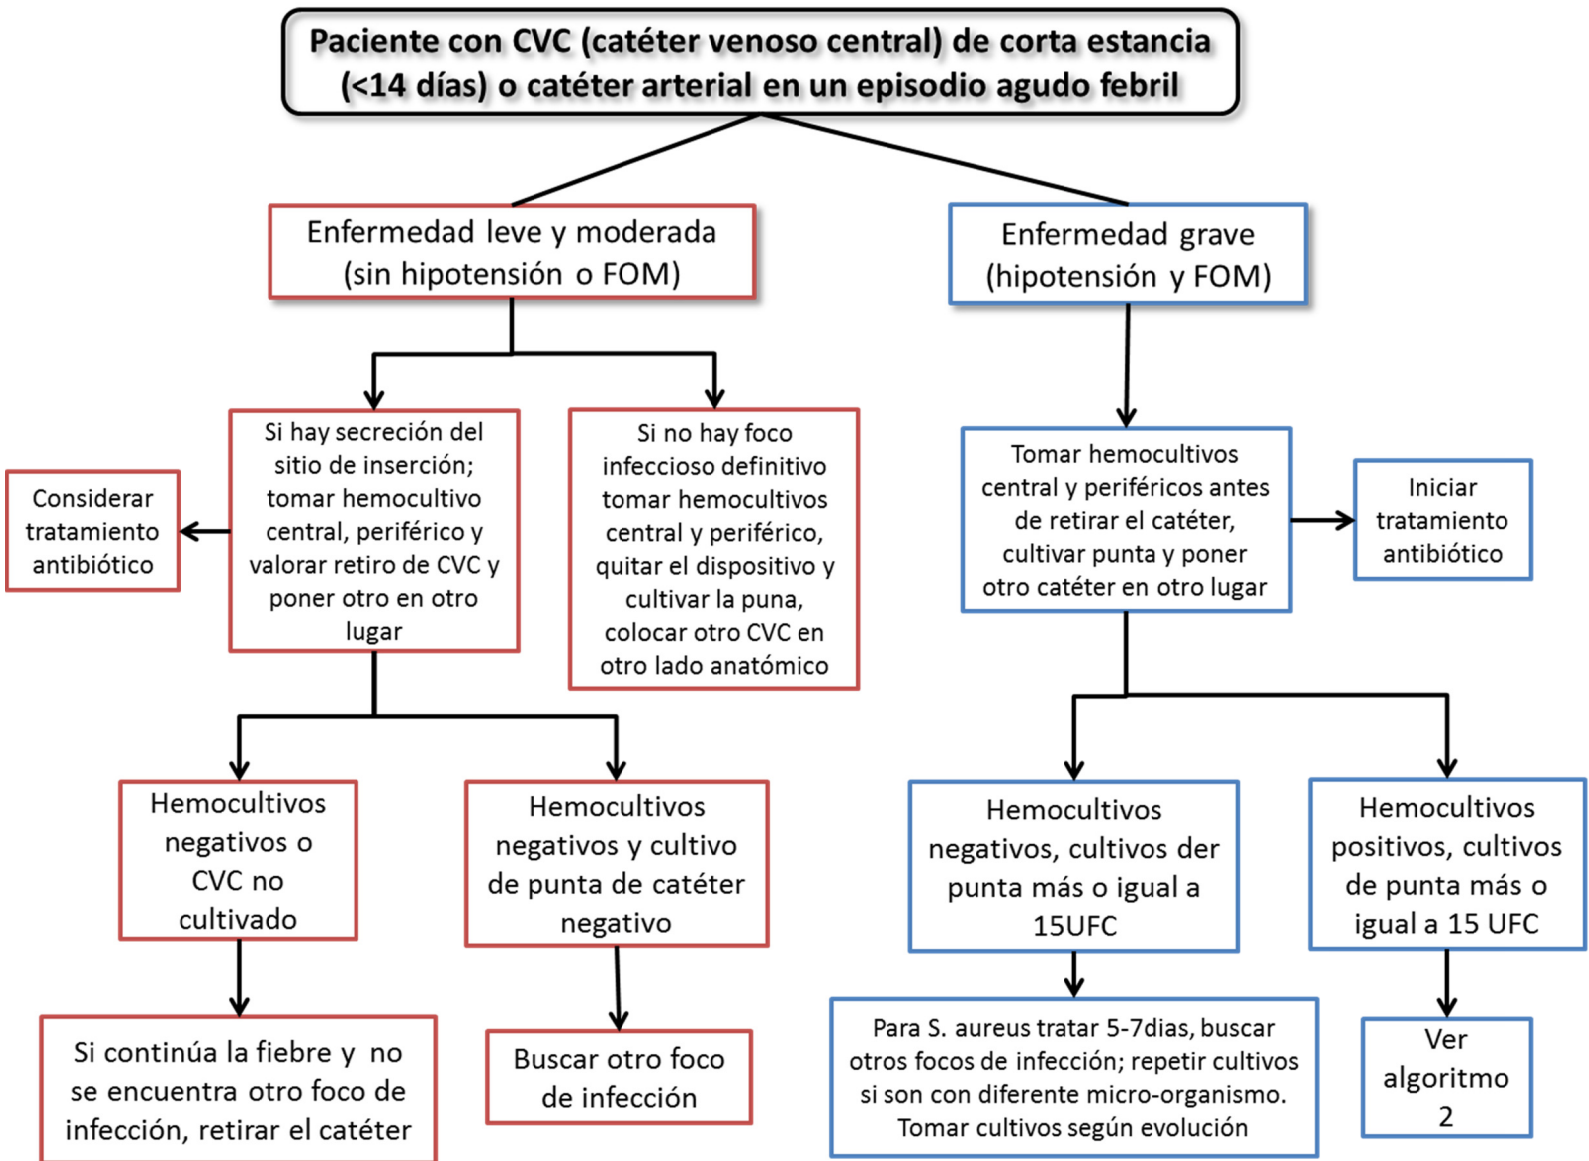 Paciente con CVC (catéter venoso central) de corta estancia
(<14 días) o catéter arterial en un episodio agudo febril
Enfermedad leve y moderada
(sin hipotensión o FOM)
Enfermedad grave
(hipotensión y FOM)
Considerar
tratamiento
antibiótico
Si hay secreción del
sitio de inserción;
tomar hemocultivo
central, periférico y
valorar retiro de CVC y
poner otro en otro
lugar
Si no hay foco
infeccioso definitivo
tomar hemocultivos
central y periférico,
quitar el dispositivo y
cultivar la puna,
colocar otro CVC en
otro lado anatómico
Tomar hemocultivos
central y periféricos antes
de retirar el catéter,
cultivar punta y poner
otro catéter en otro lugar
Iniciar
tratamiento
antibiótico
Hemocultivos
negativos o
CVC no
cultivado
Hemocultivos
negativos y cultivo
de punta de catéter
negativo
Hemocultivos
negativos, cultivos der
punta más o igual a
15UFC
Hemocultivos
positivos, cultivos
de punta más o
igual a 15 UFC
Si continúa la fiebre y no
se encuentra otro foco de
infección, retirar el catéter
Buscar otro foco
de infección
Para S. aureus tratar 5-7dias, buscar
otros focos de infección; repetir cultivos
si son con diferente micro-organismo.
Tomar cultivos según evolución
Ver
algoritmo
2